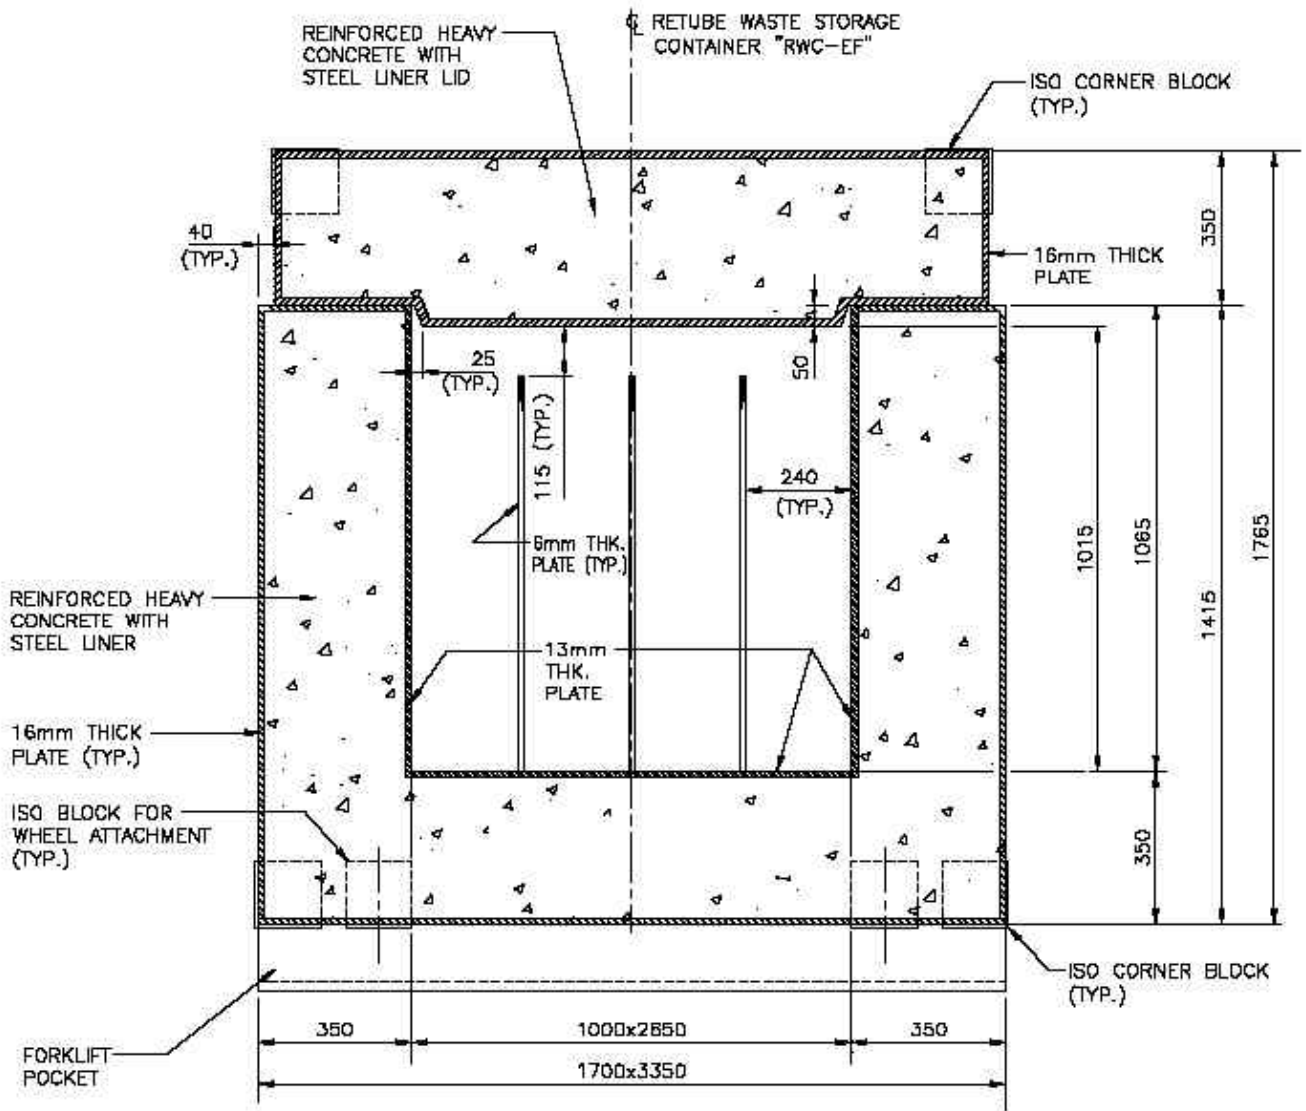 REINFORCED HEAVY
CONCRETE WITH
STEEL LINER LID
℄ RETUBE WASTE STORAGE
CONTAINER "RWC-EF"
ISO CORNER BLOCK
(TYP.)
40
(TYP.)
350
16mm THICK
PLATE
25
(TYP.)
50
115 (TYP.)
240
(TYP.)
6mm THK.
PLATE (TYP.)
1015
1065
1765
1415
REINFORCED HEAVY
CONCRETE WITH
STEEL LINER
13mm
THK.
PLATE
16mm THICK
PLATE (TYP.)
ISO BLOCK FOR
WHEEL ATTACHMENT
(TYP.)
350
ISO CORNER BLOCK
(TYP.)
350
1000x2650
350
1700x3350
FORKLIFT
POCKET